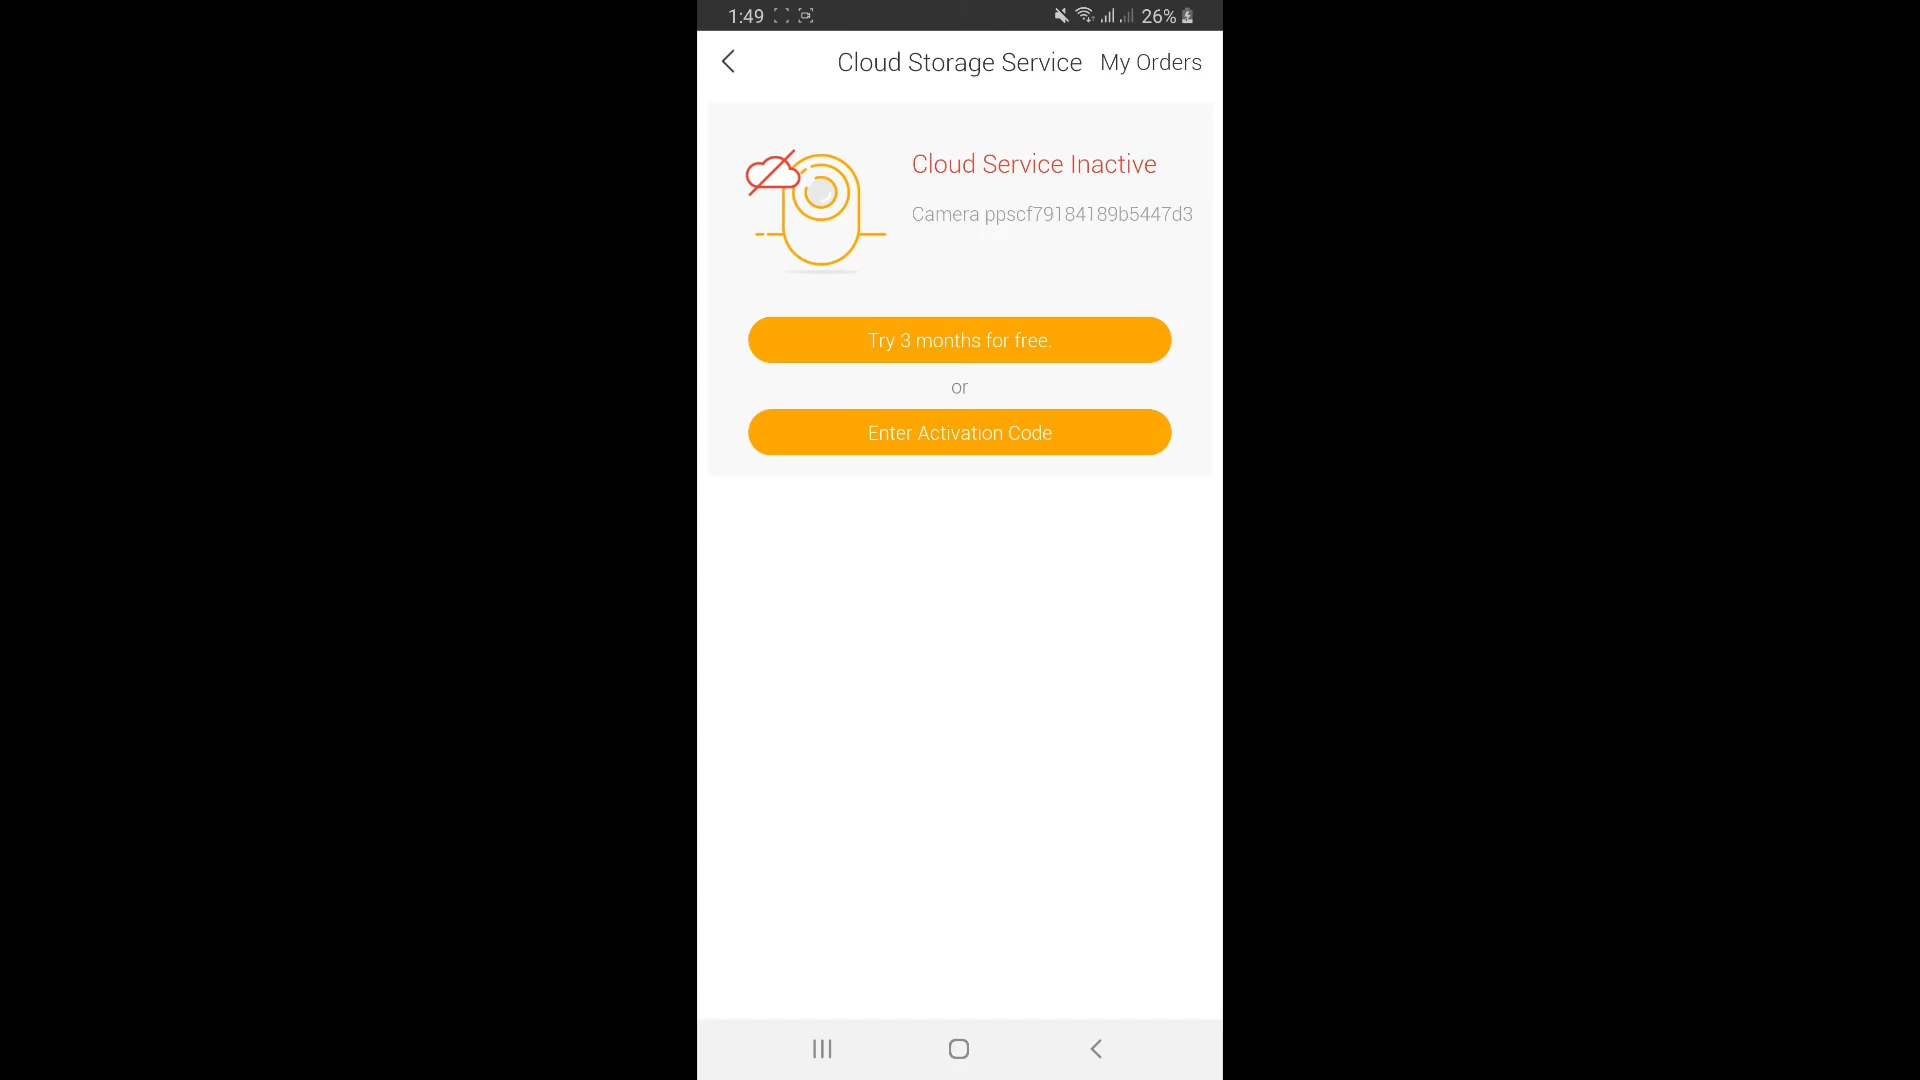 1:49 26%
Cloud Storage Service My Orders
Cloud Service Inactive
Camera ppscf79184189b5447d3
Try 3 months for free.
or
Enter Activation Code